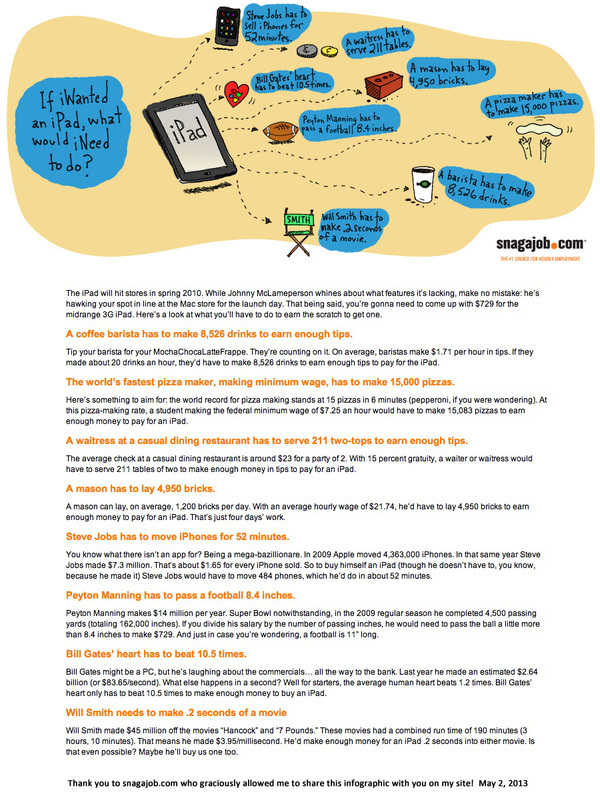 Steve Jobs has to
sell iPhones for
52 minutes.
A waitress has to
serve 211 tables.
Bill Gates' heart
has to beat 10.5 times.
A mason has to lay
4,950 bricks.
If iWanted
an iPad, what
would iNeed
to do?
iPad
Peyton Manning has to
pass a football 8.4 inches.
A pizza maker has
to make 15,000 pizzas.
A barista has to make
8,526 drinks.
SMITH
Will Smith has to
make .2 seconds
of a movie.
snagajob.com
THE #1 SOURCE FOR HOURLY EMPLOYMENT
The iPad will hit stores in spring 2010. While Johnny McLameperson whines about what features it's lacking, make no mistake: he's
hawking your spot in line at the Mac store for the launch day. That being said, you're gonna need to come up with $729 for the
midrange 3G iPad. Here's a look at what you'll have to do to earn the scratch to get one.
A coffee barista has to make 8,526 drinks to earn enough tips.
Tip your barista for your MochaChocaLatteFrappe. They're counting on it. On average, baristas make $1.71 per hour in tips. If they
made about 20 drinks an hour, they'd have to make 8,526 drinks to earn enough tips to pay for the iPad.
The world's fastest pizza maker, making minimum wage, has to make 15,000 pizzas.
Here's something to aim for: the world record for pizza making stands at 15 pizzas in 6 minutes (pepperoni, if you were wondering). At
this pizza-making rate, a student making the federal minimum wage of $7.25 an hour would have to make 15,083 pizzas to earn
enough money to pay for an iPad.
A waitress at a casual dining restaurant has to serve 211 two-tops to earn enough tips.
The average check at a casual dining restaurant is around $23 for a party of 2. With 15 percent gratuity, a waiter or waitress would
have to serve 211 tables of two to make enough money in tips to pay for an iPad.
A mason has to lay 4,950 bricks.
A mason can lay, on average, 1,200 bricks per day. With an average hourly wage of $21.74, he'd have to lay 4,950 bricks to earn
enough money to pay for an iPad. That's just four days' work.
Steve Jobs has to move iPhones for 52 minutes.
You know what there isn't an app for? Being a mega-bazillionare. In 2009 Apple moved 4,363,000 iPhones. In that same year Steve
Jobs made $7.3 million. That's about $1.65 for every iPhone sold. So to buy himself an iPad (though he doesn't have to, you know,
because he made it) Steve Jobs would have to move 484 phones, which he'd do in about 52 minutes.
Peyton Manning has to pass a football 8.4 inches.
Peyton Manning makes $14 million per year. Super Bowl notwithstanding, in the 2009 regular season he completed 4,500 passing
yards (totaling 162,000 inches). If you divide his salary by the number of passing inches, he would need to pass the ball a little more
than 8.4 inches to make $729. And just in case you're wondering, a football is 11" long.
Bill Gates' heart has to beat 10.5 times.
Bill Gates might be a PC, but he's laughing about the commercials… all the way to the bank. Last year he made an estimated $2.64
billion (or $83.65/second). What else happens in a second? Well for starters, the average human heart beats 1.2 times. Bill Gates'
heart only has to beat 10.5 times to make enough money to buy an iPad.
Will Smith needs to make .2 seconds of a movie
Will Smith made $45 million off the movies “Hancock” and “7 Pounds.” These movies had a combined run time of 190 minutes (3
hours, 10 minutes). That means he made $3.95/millisecond. He'd make enough money for an iPad .2 seconds into either movie. Is
that even possible? Maybe he'll buy us one too.
Thank you to snagajob.com who graciously allowed me to share this infographic with you on my site! May 2, 2013